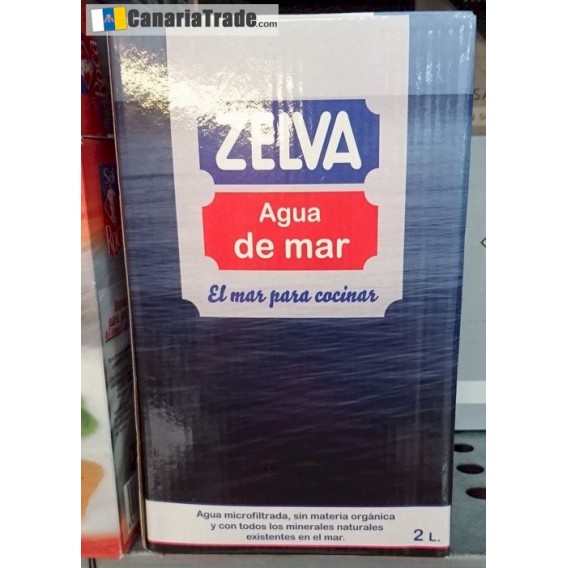 CanariaTrade.com
ZELVA
Agua
de mar
El mar para cocinar
Agua microfiltrada, sin materia orgánica
y con todos los minerales naturales
existentes en el mar.
2 L.